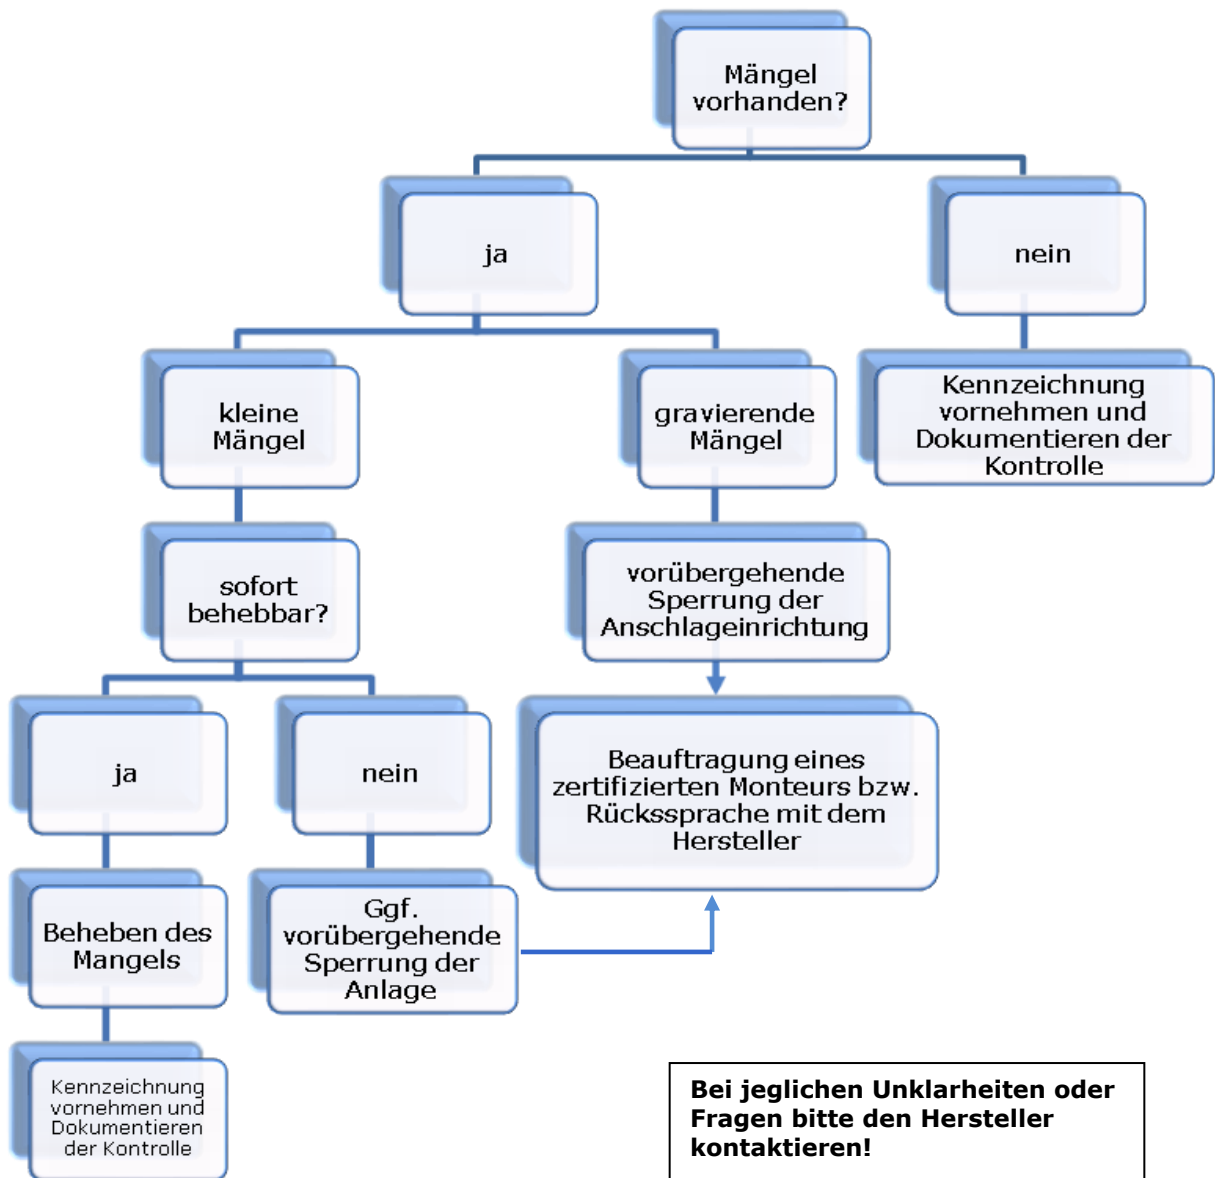 Mängel
vorhanden?
ja
nein
kleine
Mängel
gravierende
Mängel
Kennzeichnung
vornehmen und
Dokumentieren der
Kontrolle
sofort
behebbar?
vorübergehende
Sperrung der
Anschlageinrichtung
ja
nein
Beauftragung eines
zertifizierten Monteurs bzw.
Rückssprache mit dem
Hersteller
Beheben des
Mangels
Ggf.
vorübergehende
Sperrung der
Anlage
Kennzeichnung
vornehmen und
Dokumentieren
der Kontrolle
Bei jeglichen Unklarheiten oder
Fragen bitte den Hersteller
kontaktieren!